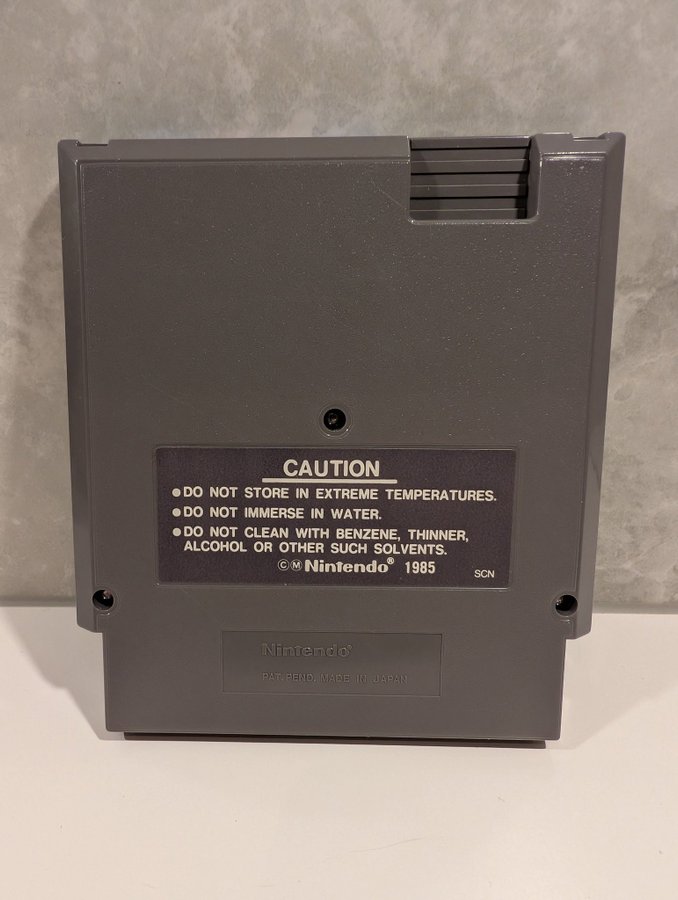 CAUTION
●DO NOT STORE IN EXTREME TEMPERATURES.
●DO NOT IMMERSE IN WATER.
●DO NOT CLEAN WITH BENZENE, THINNER,
ALCOHOL OR OTHER SUCH SOLVENTS.
ⒸⓂNintendo® 1985
SCN
Nintendo®
PAT. PEND. MADE IN JAPAN